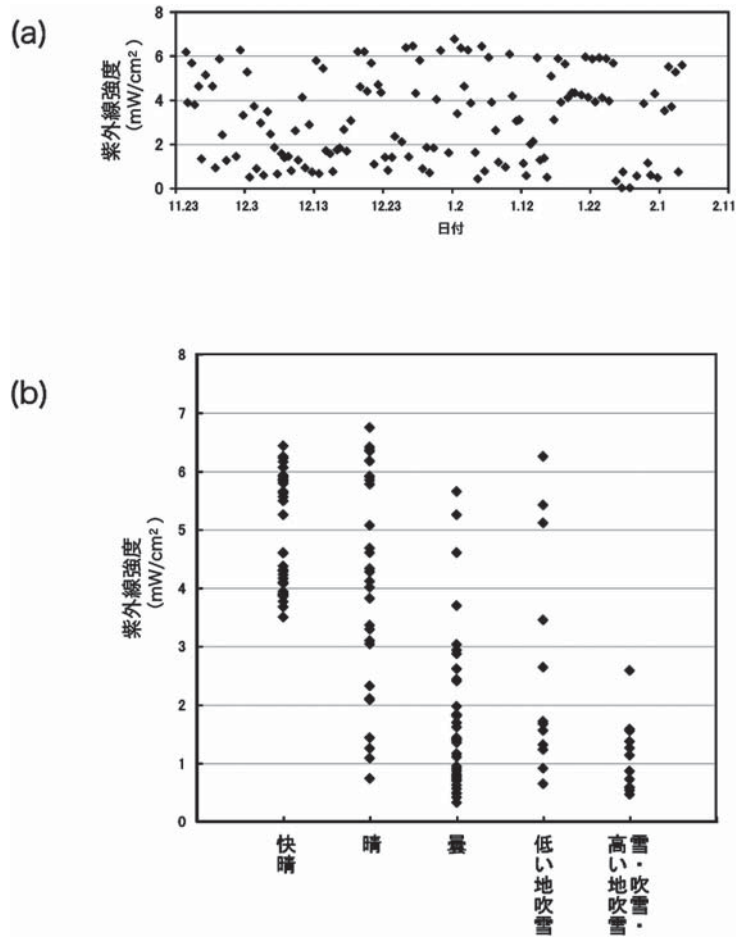 (a)
紫外線強度
(mW/cm²)
8
6
4
2
0
11.23 12.3 12.13 12.23 1.2 1.12 1.22 2.1 2.11
日付
(b)
紫外線強度
(mW/cm²)
8
7
6
5
4
3
2
1
0
快晴
晴
曇
低い地吹雪
雪・吹雪・
高い地吹雪